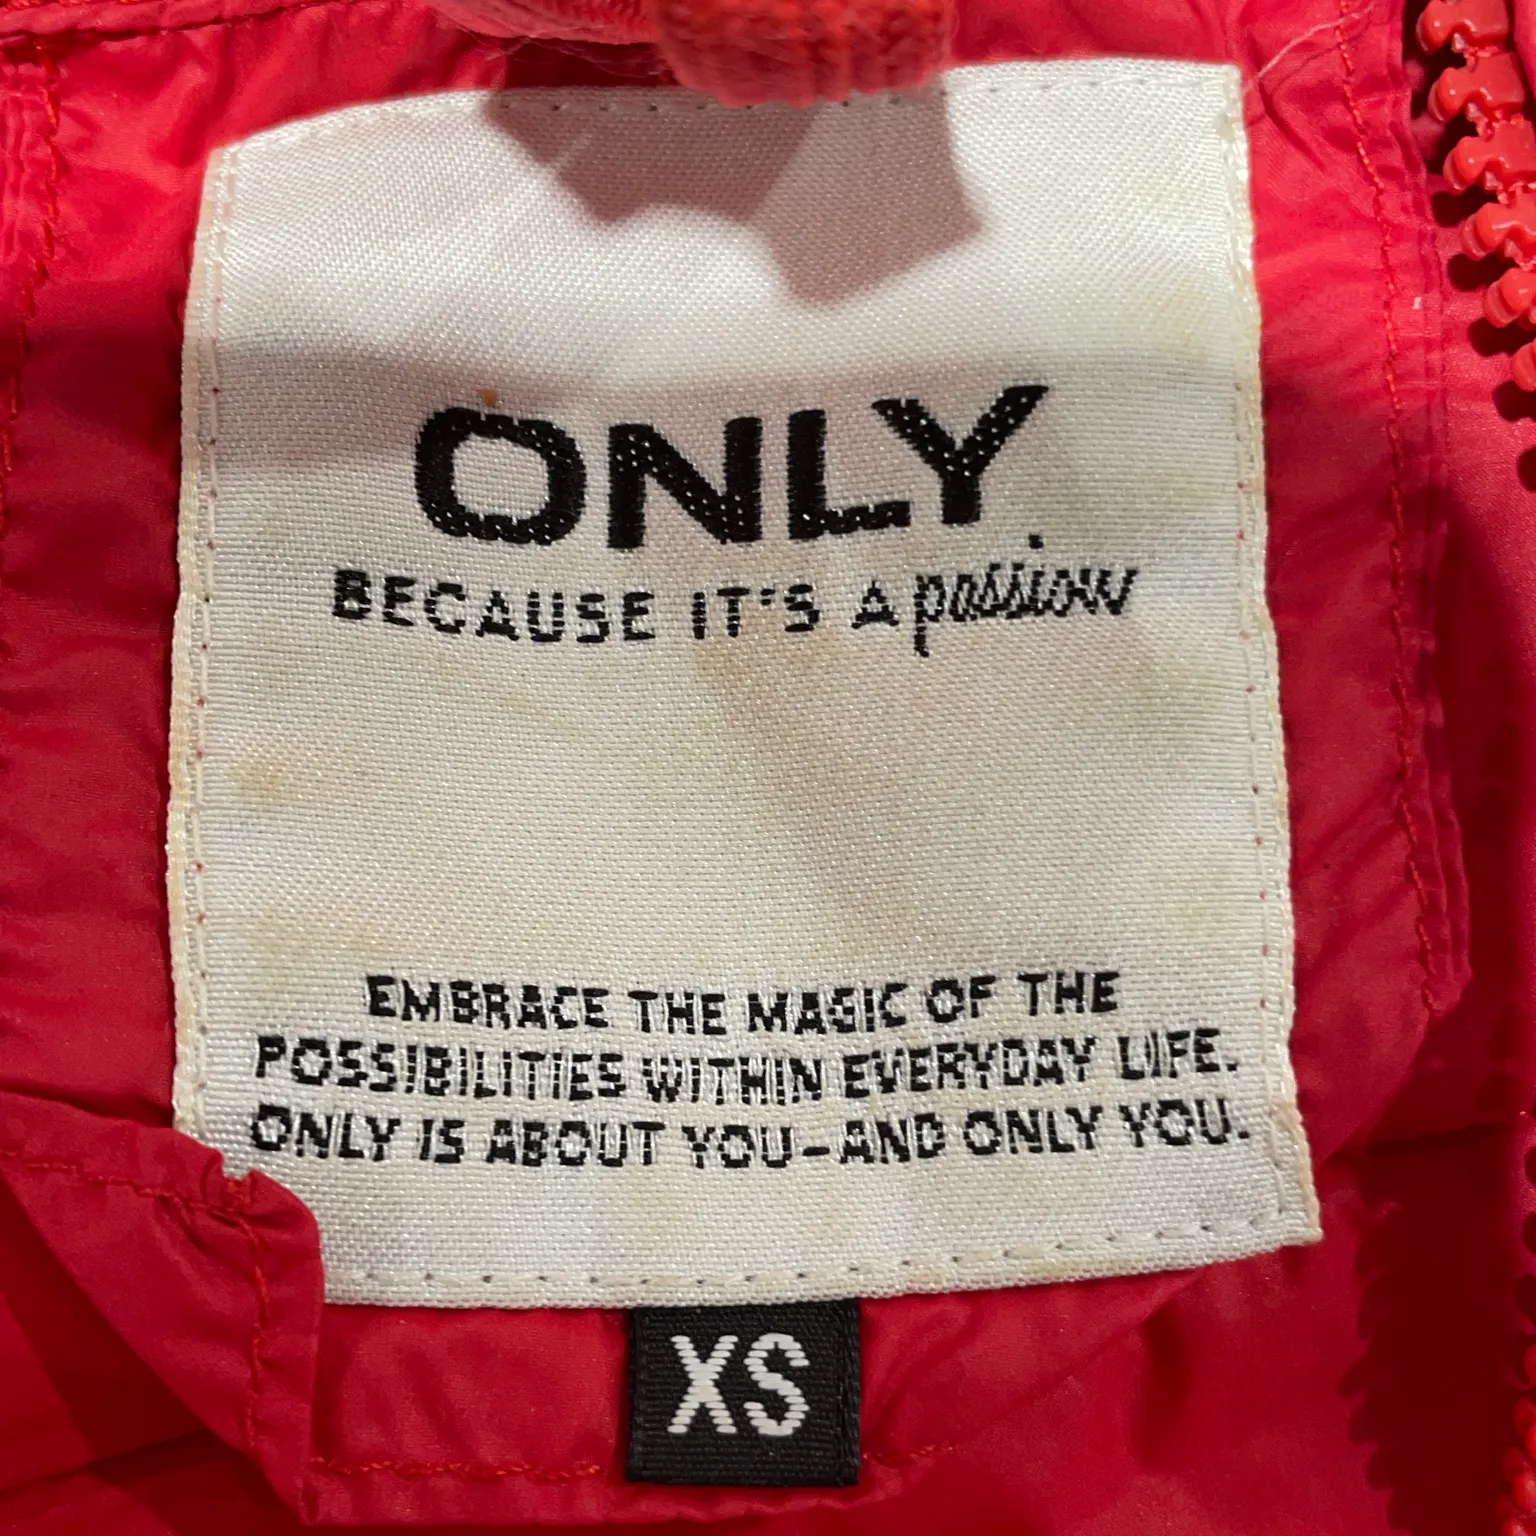 ONLY
BECAUSE IT'S A passion
EMBRACE THE MAGIC OF THE
POSSIBILITIES WITHIN EVERYDAY LIFE.
ONLY IS ABOUT YOU–AND ONLY YOU.
XS